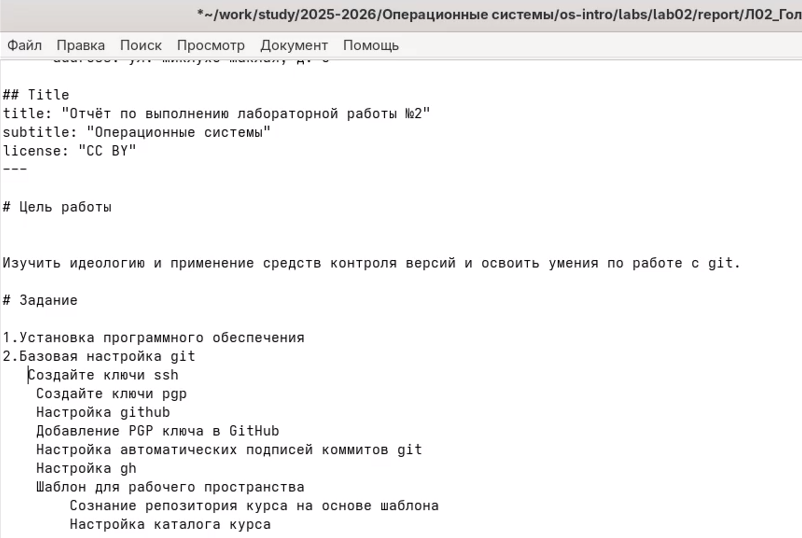 *~/work/study/2025-2026/Операционные системы/os-intro/labs/lab02/report/Л02_Гол
Файл Правка Поиск Просмотр Документ Помощь
## Title
title: "Отчёт по выполнению лабораторной работы №2"
subtitle: "Операционные системы"
license: "CC BY"
---
# Цель работы
Изучить идеологию и применение средств контроля версий и освоить умения по работе с git.
# Задание
1.Установка программного обеспечения
2.Базовая настройка git
Создайте ключи ssh
Создайте ключи pgp
Настройка github
Добавление PGP ключа в GitHub
Настройка автоматических подписей коммитов git
Настройка gh
Шаблон для рабочего пространства
Сознание репозитория курса на основе шаблона
Настройка каталога курса